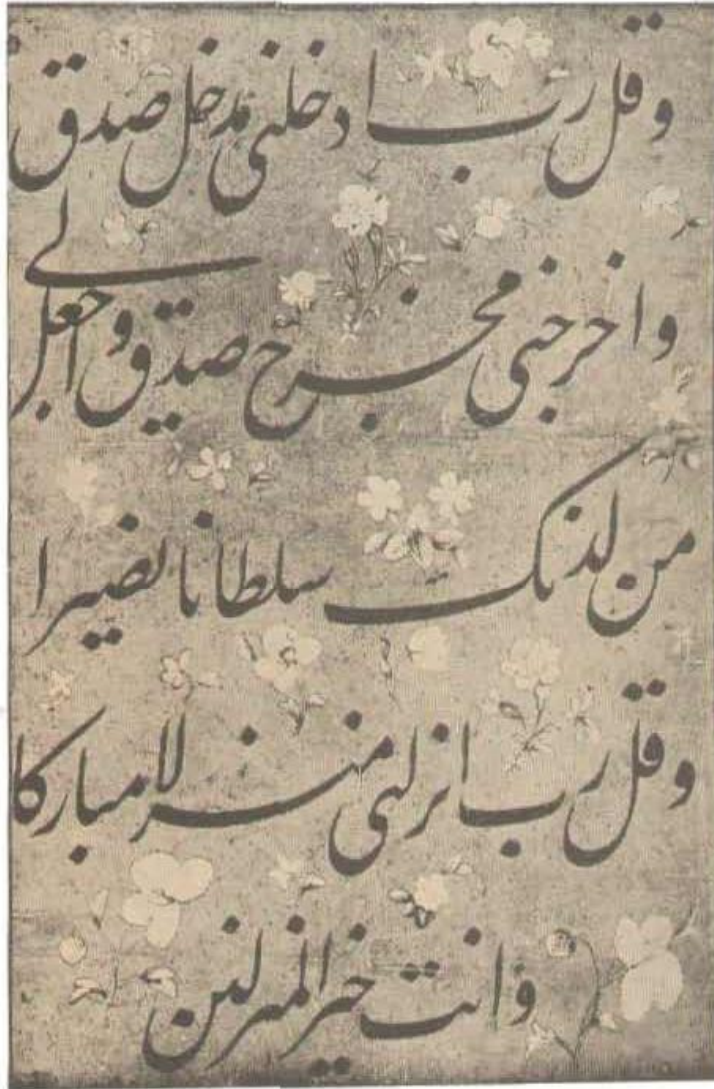 وقل رب ادخلنی مدخل صدق
واخرجنی مخرج صدق واجعل لی
من لدنک سلطانا نصیرا
وقل رب انزلنی منزلا مبارکا
وانت خیر المنزلین